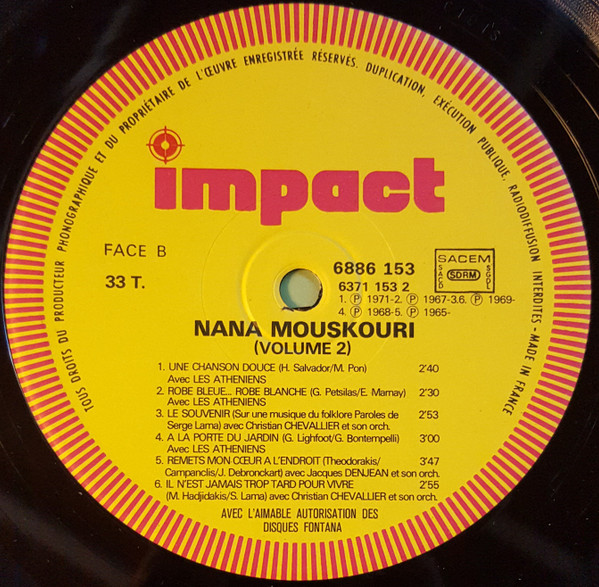 TOUS DROITS DU PRODUCTEUR PHONOGRAPHIQUE ET DU PROPRIÉTAIRE DE L'ŒUVRE ENREGISTRÉE RÉSERVÉS. DUPLICATION, EXÉCUTION PUBLIQUE, RADIODIFFUSION INTERDITES - MADE IN FRANCE
impact
FACE B
33 T.
6886 153
6371 153 2
SACEM
SACD SDRM SGDL
1. Ⓟ 1971-2. Ⓟ 1967-3.6. Ⓟ 1969-
4. Ⓟ 1968-5. Ⓟ 1965-
NANA MOUSKOURI
(VOLUME 2)
1. UNE CHANSON DOUCE (H. Salvador/M. Pon) 2'40
Avec LES ATHENIENS
2. ROBE BLEUE... ROBE BLANCHE (G. Petsilas/E. Marnay) 2'30
Avec LES ATHENIENS
3. LE SOUVENIR (Sur une musique du folklore Paroles de 2'53
Serge Lama) avec Christian CHEVALLIER et son orch.
4. A LA PORTE DU JARDIN (G. Lighfoot/G. Bontempelli) 3'00
Avec LES ATHENIENS
5. REMETS MON CŒUR A L'ENDROIT (Theodorakis/ 3'47
Campanclis/J. Debronckart) avec Jacques DENJEAN et son orch.
6. IL N'EST JAMAIS TROP TARD POUR VIVRE 2'55
(M. Hadjidakis/S. Lama) avec Christian CHEVALLIER et son orch.
AVEC L'AIMABLE AUTORISATION DES
DISQUES FONTANA